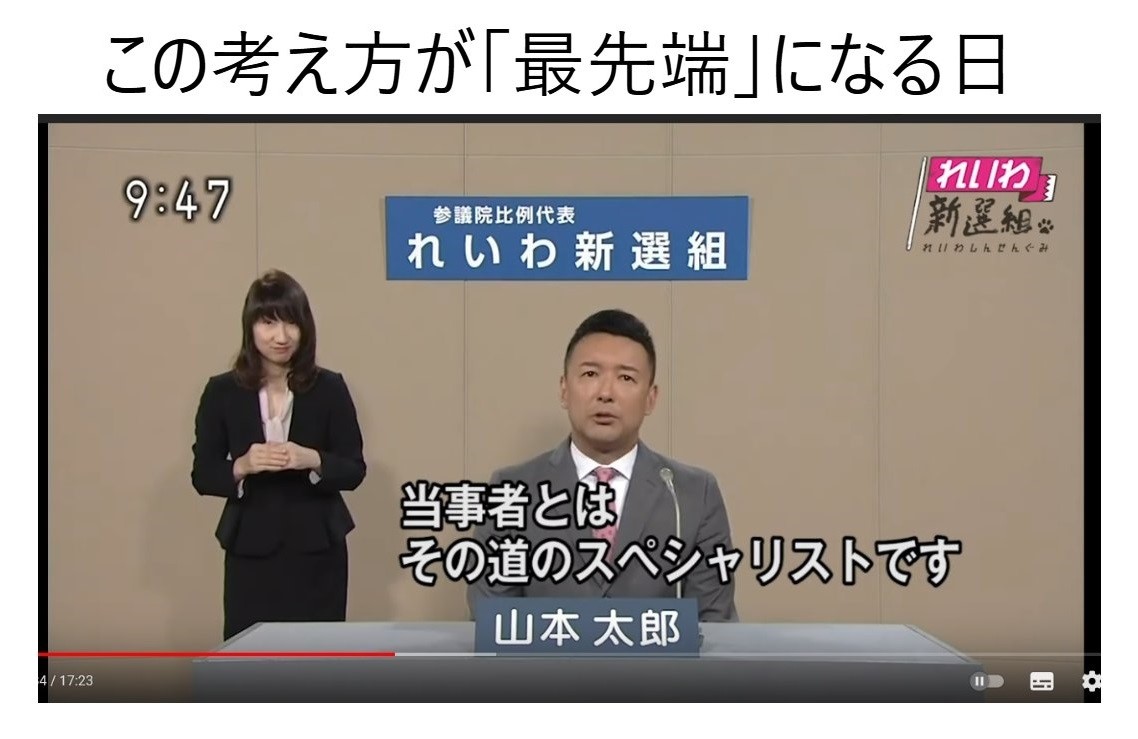 この考え方が「最先端」になる日
9:47
参議院比例代表
れいわ新選組
れいわ
新選組
れいわしんせんぐみ
当事者とは
その道のスペシャリストです
山本太郎
4 / 17:23